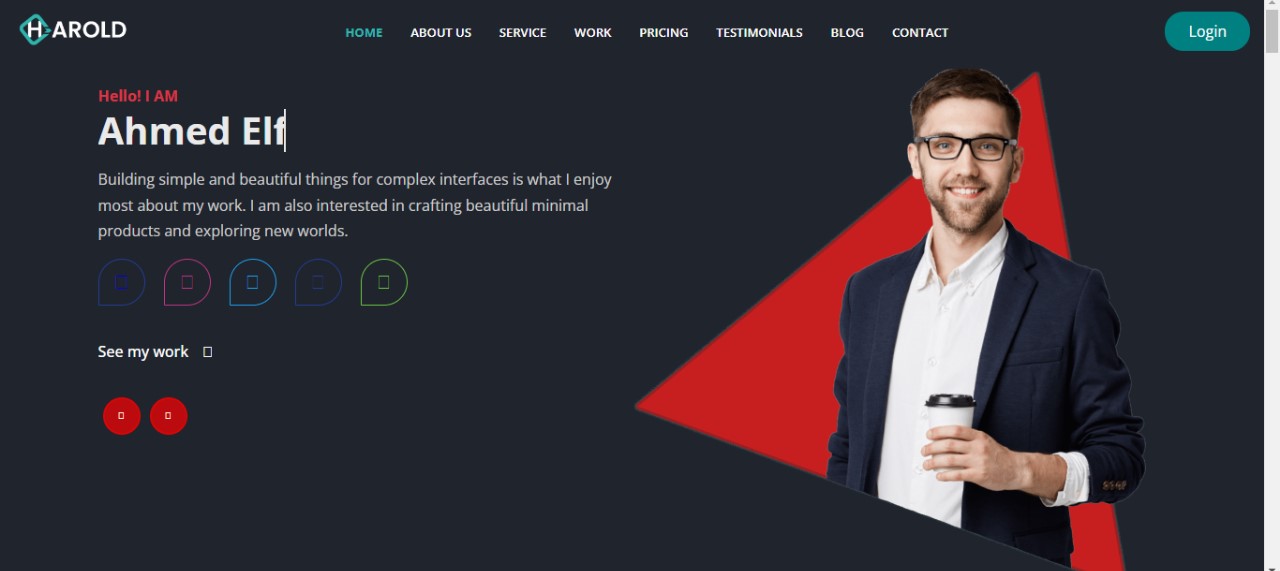 HAROLD
HOME ABOUT US SERVICE WORK PRICING TESTIMONIALS BLOG CONTACT Login
Hello! I AM
Ahmed Elf
Building simple and beautiful things for complex interfaces is what I enjoy
most about my work. I am also interested in crafting beautiful minimal
products and exploring new worlds.
See my work